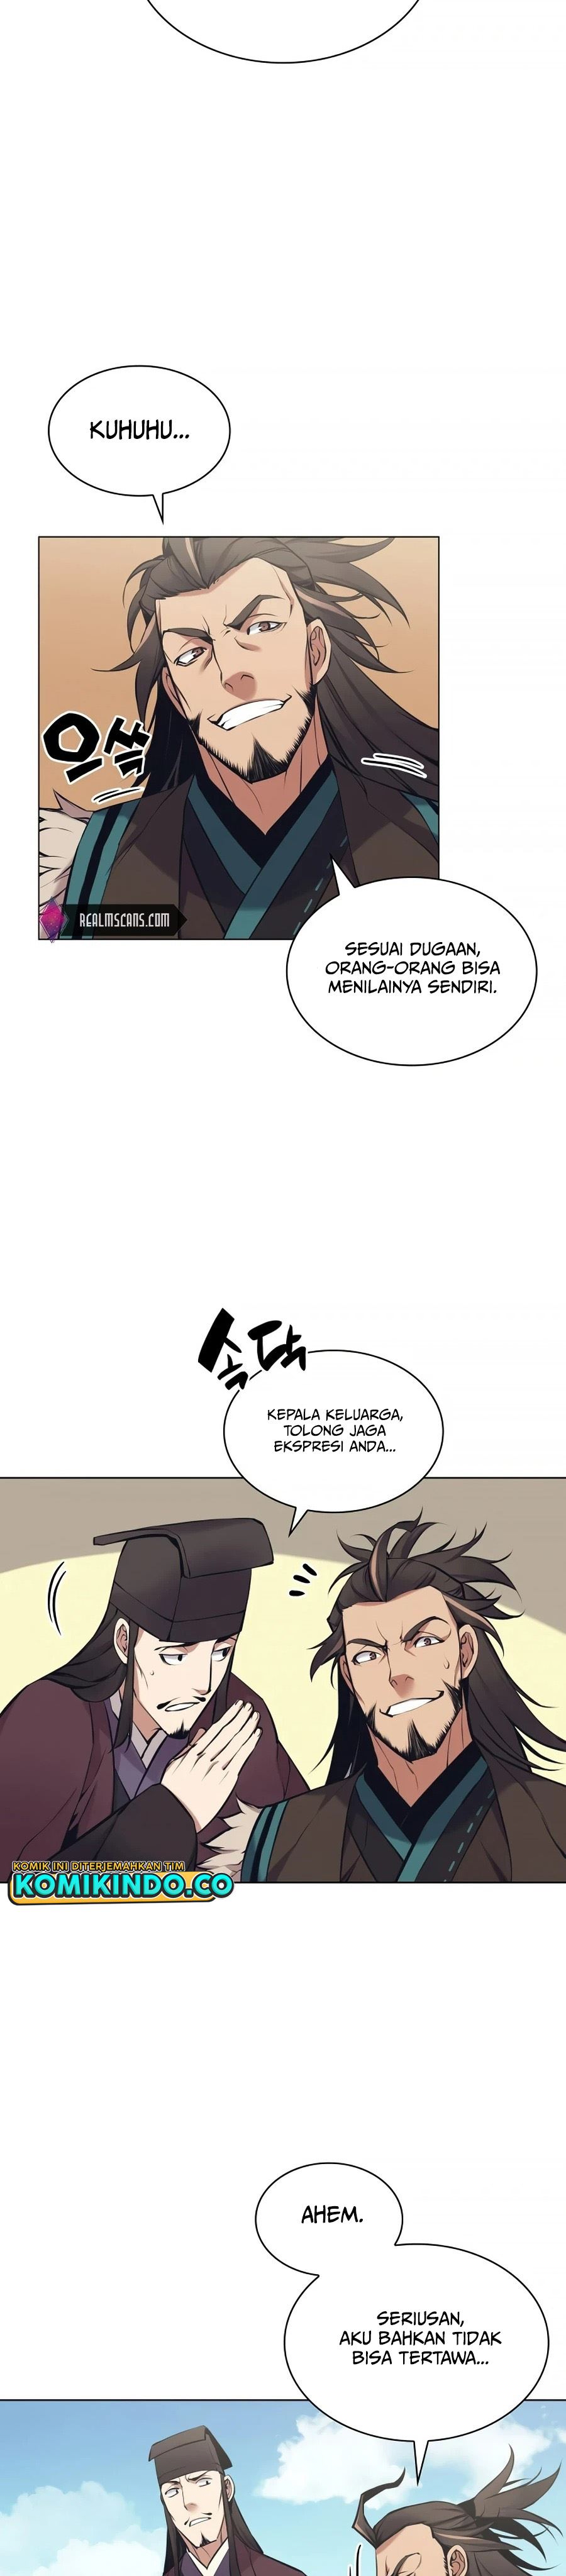 KUHUHU...
으쓱
REALMSCANS.COM
SESUAI DUGAAN,
ORANG-ORANG BISA
MENILAINYA SENDIRI.
속닥
KEPALA KELUARGA,
TOLONG JAGA
EKSPRESI ANDA...
KOMIK INI DITERJEMAHKAN TIM
KOMIKINDO.CO
AHEM.
SERIUSAN,
AKU BAHKAN TIDAK
BISA TERTAWA...